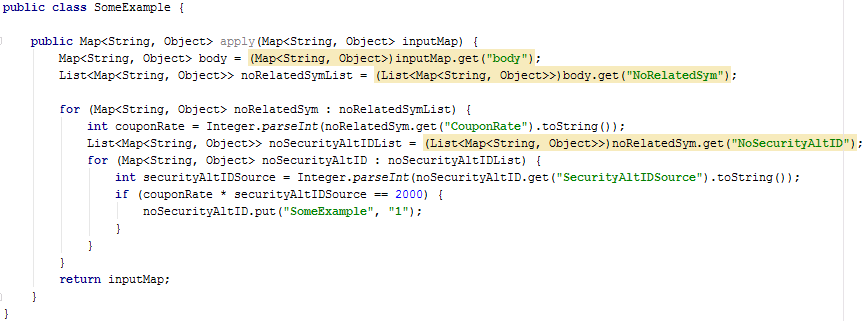 public class SomeExample {
public Map<String, Object> apply(Map<String, Object> inputMap) {
Map<String, Object> body = (Map<String, Object>)inputMap.get("body");
List<Map<String, Object>> noRelatedSymList = (List<Map<String, Object>>)body.get("NoRelatedSym");
for (Map<String, Object> noRelatedSym : noRelatedSymList) {
int couponRate = Integer.parseInt(noRelatedSym.get("CouponRate").toString());
List<Map<String, Object>> noSecurityAltIDList = (List<Map<String, Object>>)noRelatedSym.get("NoSecurityAltID");
for (Map<String, Object> noSecurityAltID : noSecurityAltIDList) {
int securityAltIDSource = Integer.parseInt(noSecurityAltID.get("SecurityAltIDSource").toString());
if (couponRate * securityAltIDSource == 2000) {
noSecurityAltID.put("SomeExample", "1");
}
}
}
return inputMap;
}
}